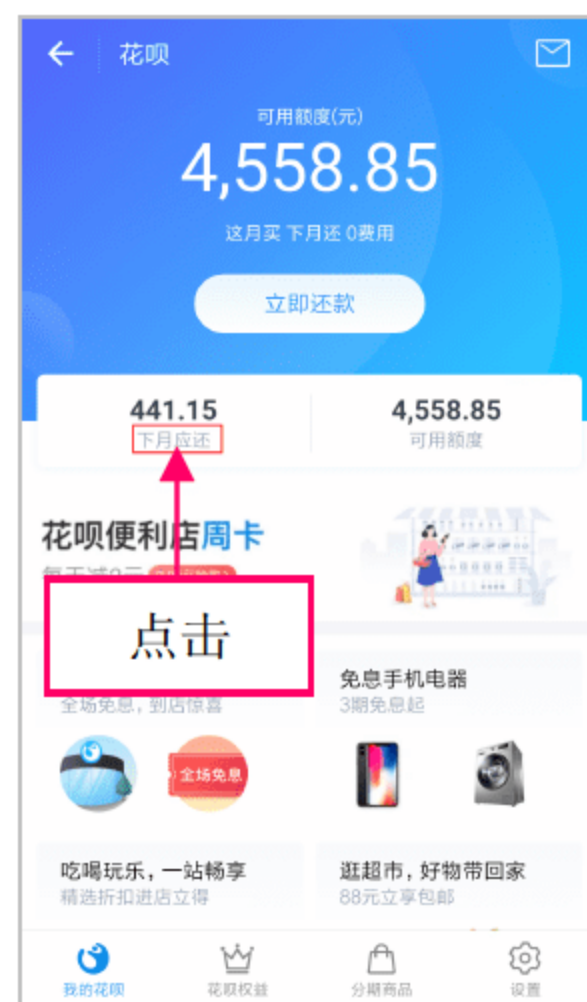 花呗
可用额度(元)
4,558.85
这月买 下月还 0费用
立即还款
441.15
4,558.85
下月应还
可用额度
花呗便利店周卡
点击
免息手机电器
全场免息，到店惊喜
3期免息起
全场免息
吃喝玩乐，一站畅享
逛超市，好物带回家
精选折扣进店立得
88元立享包邮
我的花呗
花呗权益
分期商品
设置